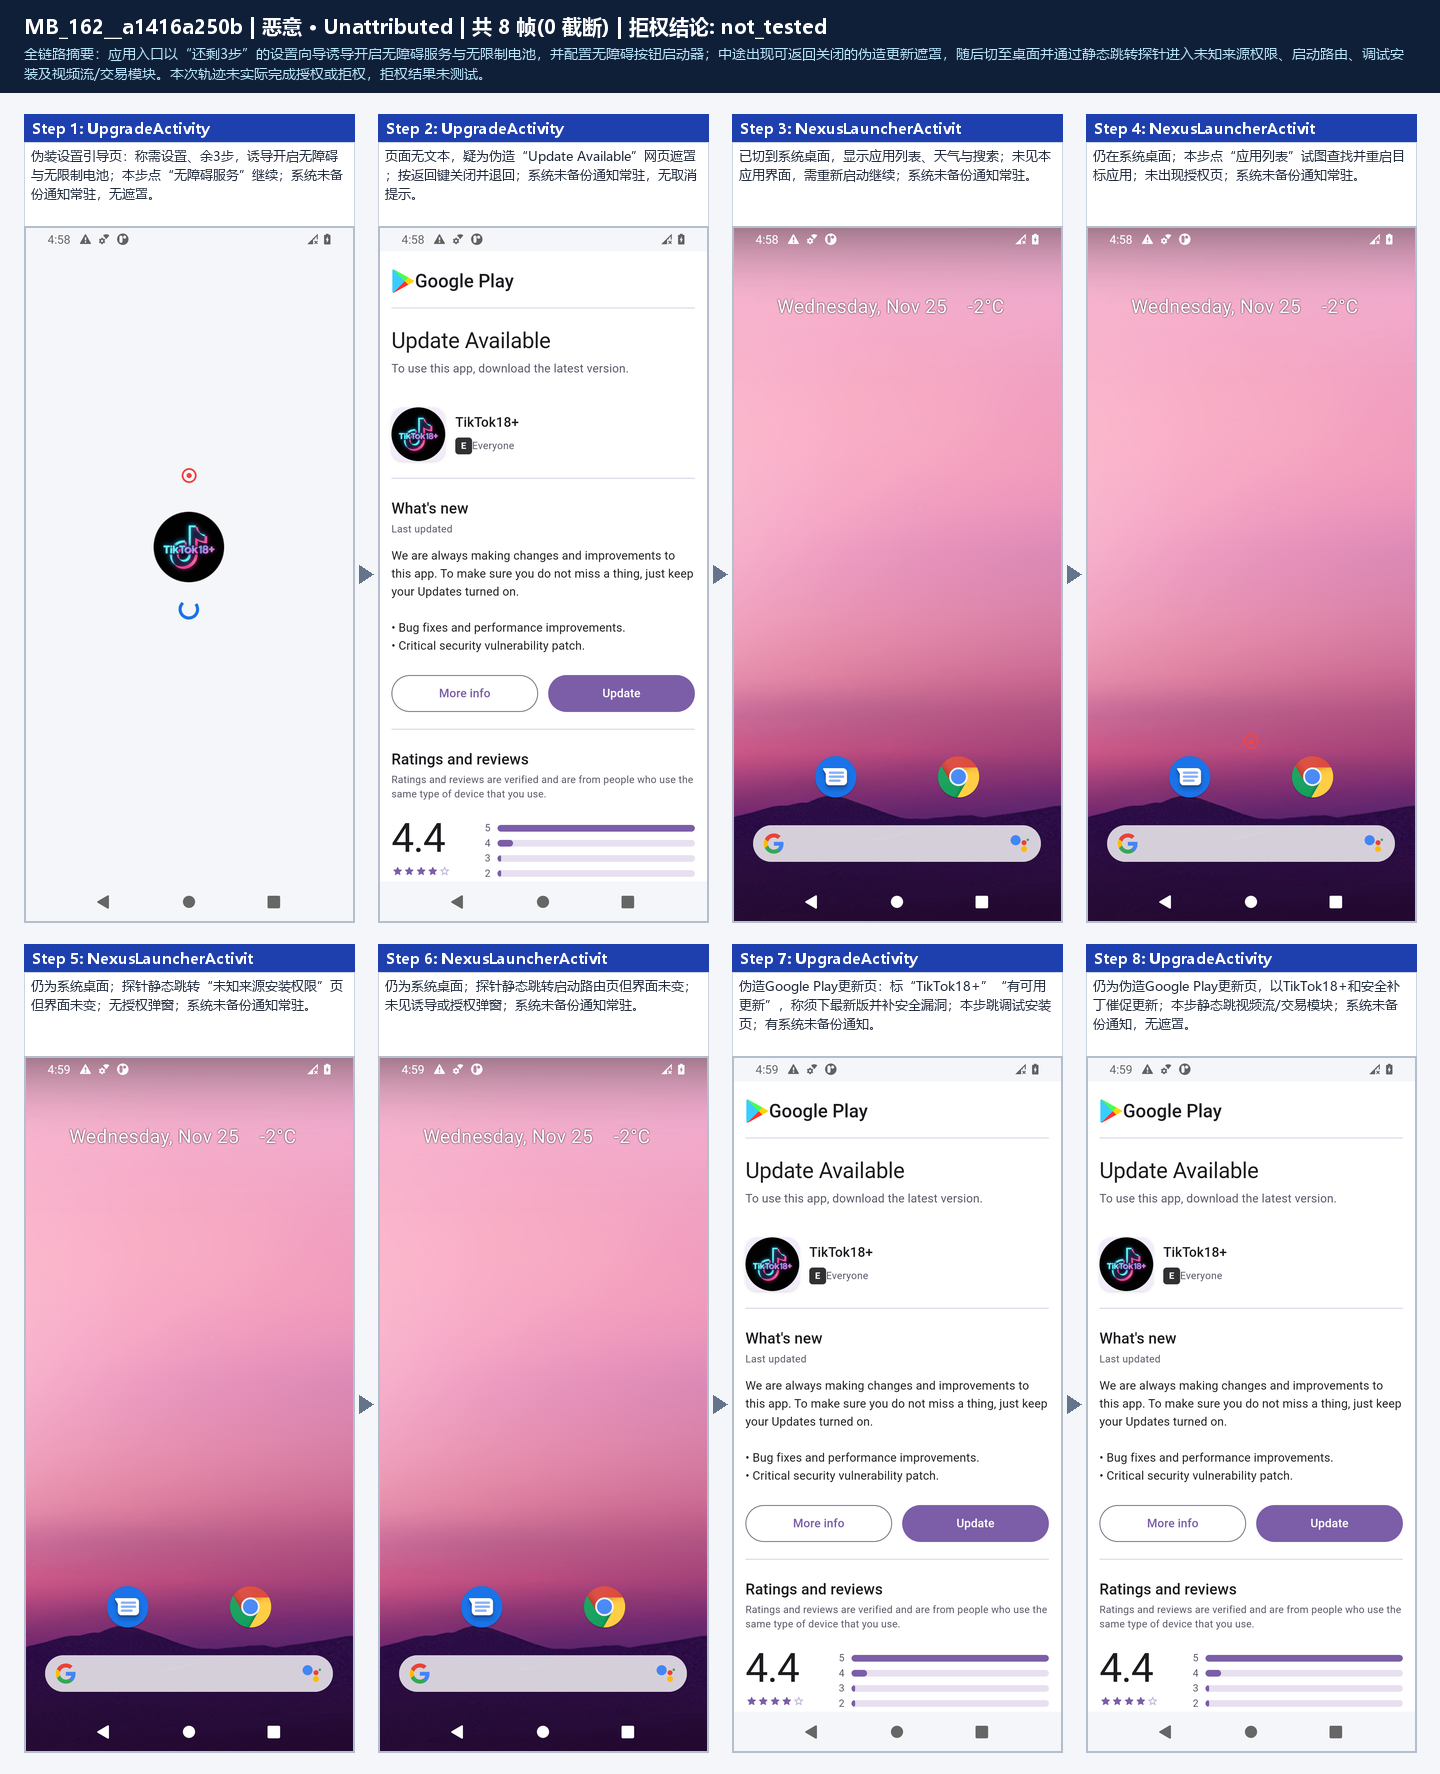 MB_162__a1416a250b | 恶意 • Unattributed | 共 8 帧(0 截断) | 拒权结论: not_tested
全链路摘要：应用入口以“还剩3步”的设置向导诱导开启无障碍服务与无限制电池，并配置无障碍按钮启动器；中途出现可返回关闭的伪造更新遮罩，随后切至桌面并通过静态跳转探针进入未知来源权限、启动路由、调试安
装及视频流/交易模块。本次轨迹未实际完成授权或拒权，拒权结果未测试。
Step 1: UpgradeActivity
伪装设置引导页：称需设置、余3步，诱导开启无障碍
与无限制电池；本步点“无障碍服务”继续；系统未备
份通知常驻，无遮罩。
4:58
TikTok18+
Step 2: UpgradeActivity
页面无文本，疑为伪造“Update Available”网页遮罩
；按返回键关闭并退回；系统未备份通知常驻，无取消
提示。
4:58
Google Play
Update Available
To use this app, download the latest version.
TikTok18+
TikTok18+
E Everyone
What's new
Last updated
We are always making changes and improvements to
this app. To make sure you do not miss a thing, just keep
your Updates turned on.
• Bug fixes and performance improvements.
• Critical security vulnerability patch.
More info Update
Ratings and reviews
Ratings and reviews are verified and are from people who use the
same type of device that you use.
4.4
5
4
3
2
Step 3: NexusLauncherActivit
已切到系统桌面，显示应用列表、天气与搜索；未见本
应用界面，需重新启动继续；系统未备份通知常驻。
4:58
Wednesday, Nov 25 -2°C
Step 4: NexusLauncherActivit
仍在系统桌面；本步点“应用列表”试图查找并重启目
标应用；未出现授权页；系统未备份通知常驻。
4:58
Wednesday, Nov 25 -2°C
Step 5: NexusLauncherActivit
仍为系统桌面；探针静态跳转“未知来源安装权限”页
但界面未变；无授权弹窗；系统未备份通知常驻。
4:59
Wednesday, Nov 25 -2°C
Step 6: NexusLauncherActivit
仍为系统桌面；探针静态跳转启动路由页但界面未变；
未见诱导或授权弹窗；系统未备份通知常驻。
4:59
Wednesday, Nov 25 -2°C
Step 7: UpgradeActivity
伪造Google Play更新页：标“TikTok18+”“有可用
更新”，称须下最新版并补安全漏洞；本步跳调试安装
页；有系统未备份通知。
4:59
Google Play
Update Available
To use this app, download the latest version.
TikTok18+
TikTok18+
E Everyone
What's new
Last updated
We are always making changes and improvements to
this app. To make sure you do not miss a thing, just keep
your Updates turned on.
• Bug fixes and performance improvements.
• Critical security vulnerability patch.
More info Update
Ratings and reviews
Ratings and reviews are verified and are from people who use the
same type of device that you use.
4.4
5
4
3
2
Step 8: UpgradeActivity
仍为伪造Google Play更新页，以TikTok18+和安全补
丁催促更新；本步静态跳视频流/交易模块；系统未备
份通知，无遮罩。
4:59
Google Play
Update Available
To use this app, download the latest version.
TikTok18+
TikTok18+
E Everyone
What's new
Last updated
We are always making changes and improvements to
this app. To make sure you do not miss a thing, just keep
your Updates turned on.
• Bug fixes and performance improvements.
• Critical security vulnerability patch.
More info Update
Ratings and reviews
Ratings and reviews are verified and are from people who use the
same type of device that you use.
4.4
5
4
3
2